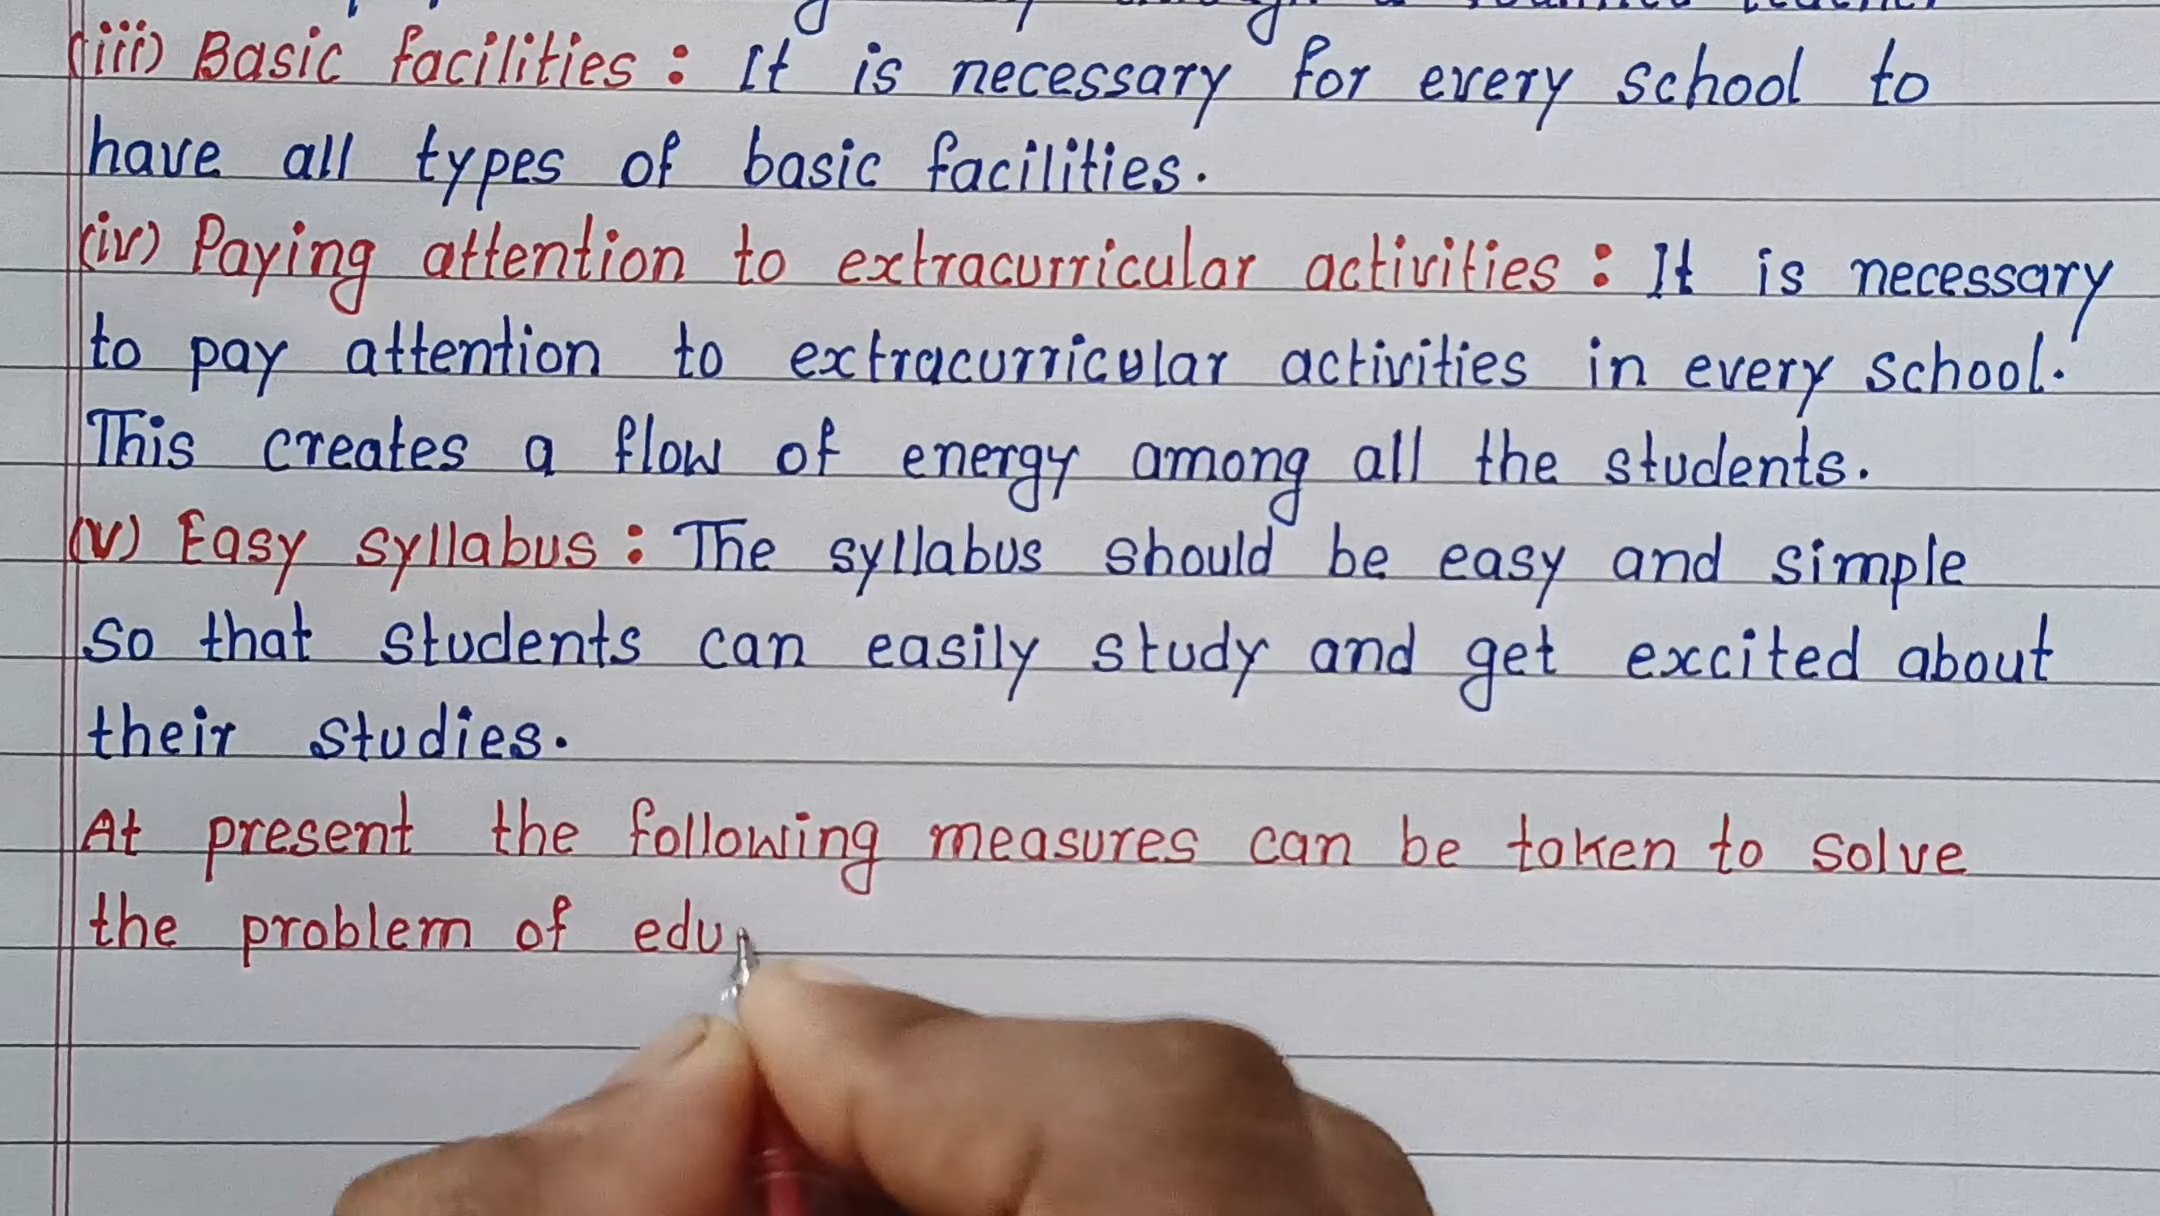 (iii) Basic facilities : It is necessary for every school to
have all types of basic facilities.
(iv) Paying attention to extracurricular activities : It is necessary
to pay attention to extracurricular activities in every school.
This creates a flow of energy among all the students.
(v) Easy syllabus : The syllabus should be easy and simple
so that students can easily study and get excited about
their studies.
At present the following measures can be taken to solve
the problem of edu